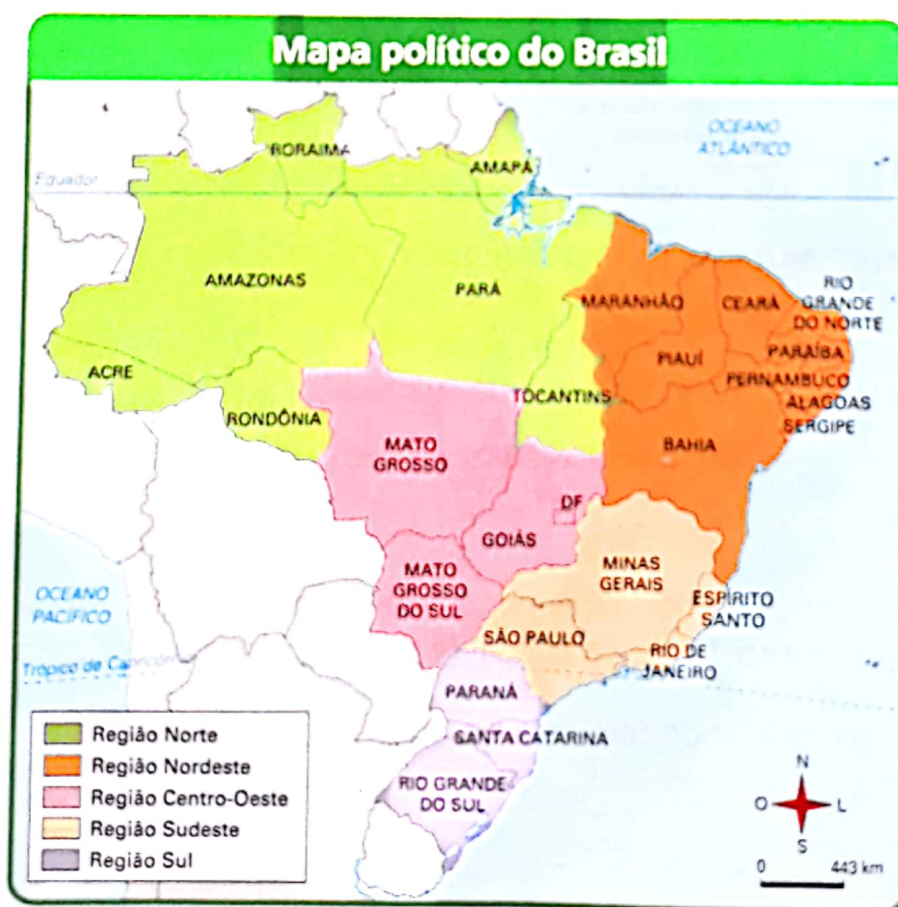 Mapa político do Brasil
OCEANO
ATLÂNTICO
RORAIMA
AMAPÁ
Equador
AMAZONAS
PARÁ
MARANHÃO
CEARÁ
RIO
GRANDE
DO NORTE
PIAUÍ
PARAÍBA
ACRE
TOCANTINS
PERNAMBUCO
ALAGOAS
RONDÔNIA
SERGIPE
MATO
GROSSO
BAHIA
DF
GOIÁS
MATO
GROSSO
DO SUL
MINAS
GERAIS
OCEANO
PACÍFICO
ESPÍRITO
SANTO
SÃO PAULO
RIO DE
JANEIRO
Trópico de Capricórnio
PARANÁ
SANTA CATARINA
RIO GRANDE
DO SUL
Região Norte
Região Nordeste
Região Centro-Oeste
Região Sudeste
Região Sul
N
O L
S
0 443 km